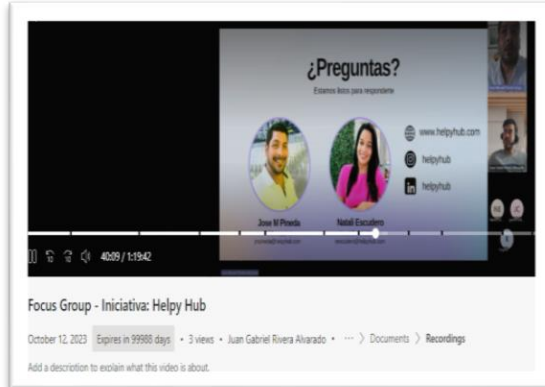 ¿Preguntas?
Estamos listos para responderte
www.helpyhub.com
helpyhub
helpyhub
Jose M Pineda
Natali Escudero
10
10
40:09 / 1:19:42
Focus Group - Iniciativa: Helpy Hub
October 12, 2023 Expires in 99988 days • 3 views • Juan Gabriel Rivera Alvarado • ··· > Documents > Recordings
Add a description to explain what this video is about.